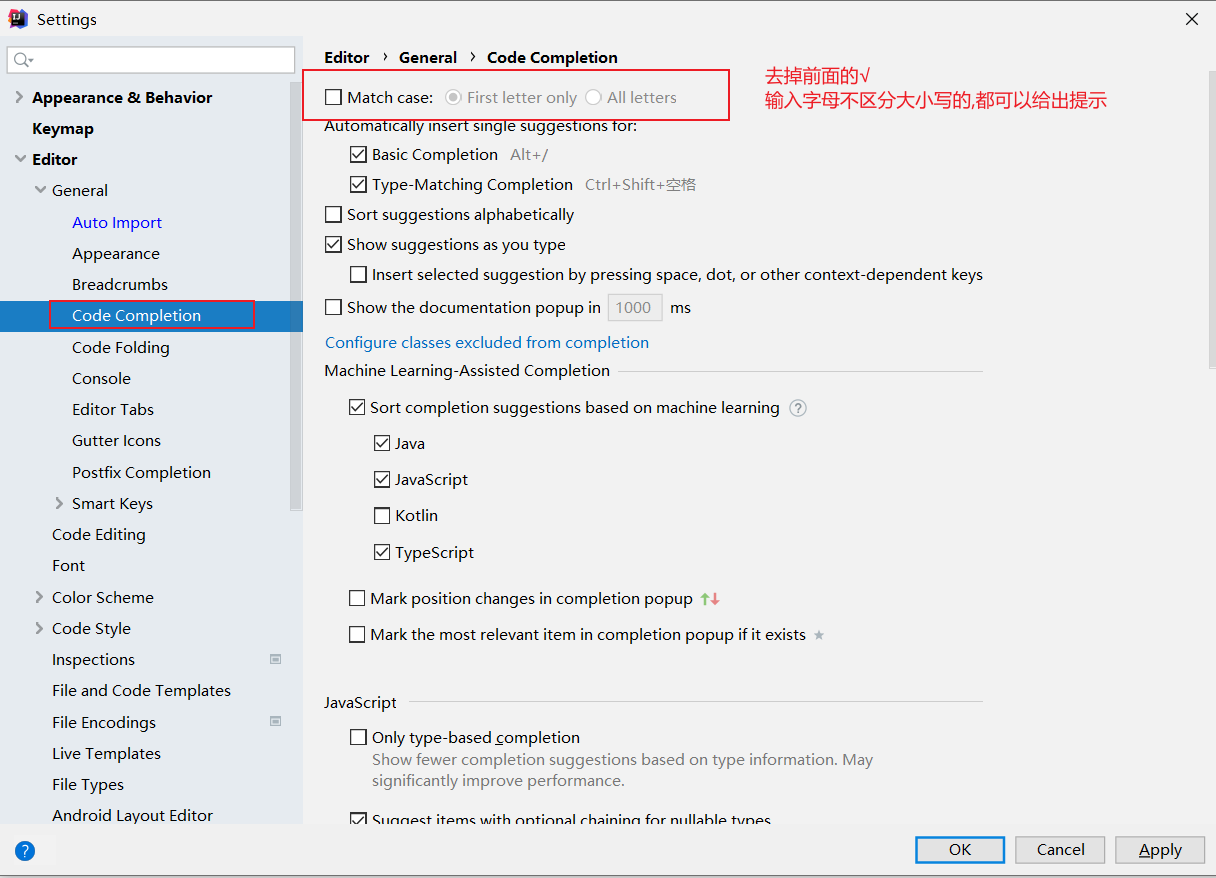 Settings
Editor › General › Code Completion
Match case: First letter only All letters
去掉前面的√
输入字母不区分大小写的,都可以给出提示
Automatically insert single suggestions for:
Basic Completion Alt+/
Type-Matching Completion Ctrl+Shift+空格
Sort suggestions alphabetically
Show suggestions as you type
Insert selected suggestion by pressing space, dot, or other context-dependent keys
Show the documentation popup in 1000 ms
Configure classes excluded from completion
Machine Learning-Assisted Completion
Sort completion suggestions based on machine learning ?
Java
JavaScript
Kotlin
TypeScript
Mark position changes in completion popup
Mark the most relevant item in completion popup if it exists
JavaScript
Only type-based completion
Show fewer completion suggestions based on type information. May
significantly improve performance.
Suggest items with optional chaining for nullable types
Appearance & Behavior
Keymap
Editor
General
Auto Import
Appearance
Breadcrumbs
Code Completion
Code Folding
Console
Editor Tabs
Gutter Icons
Postfix Completion
Smart Keys
Code Editing
Font
Color Scheme
Code Style
Inspections
File and Code Templates
File Encodings
Live Templates
File Types
Android Layout Editor
?
OK
Cancel
Apply